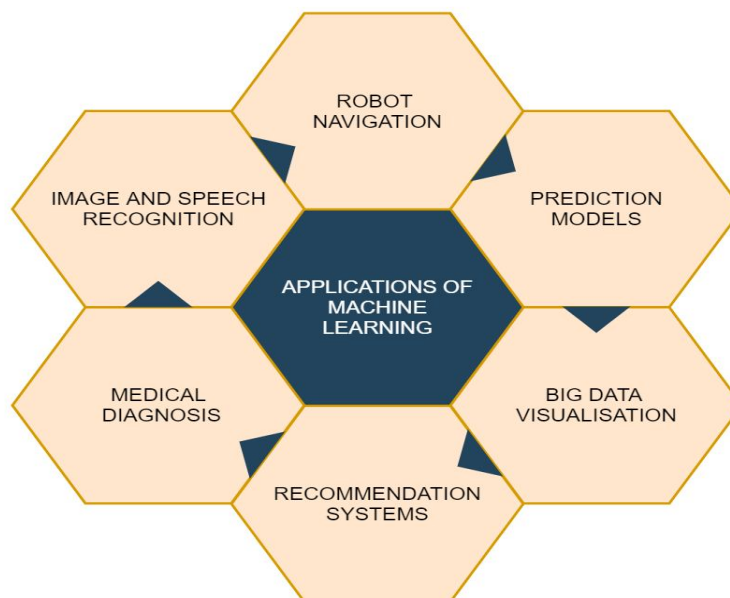 ROBOT
NAVIGATION
IMAGE AND SPEECH
RECOGNITION
PREDICTION
MODELS
APPLICATIONS OF
MACHINE
LEARNING
MEDICAL
DIAGNOSIS
BIG DATA
VISUALISATION
RECOMMENDATION
SYSTEMS